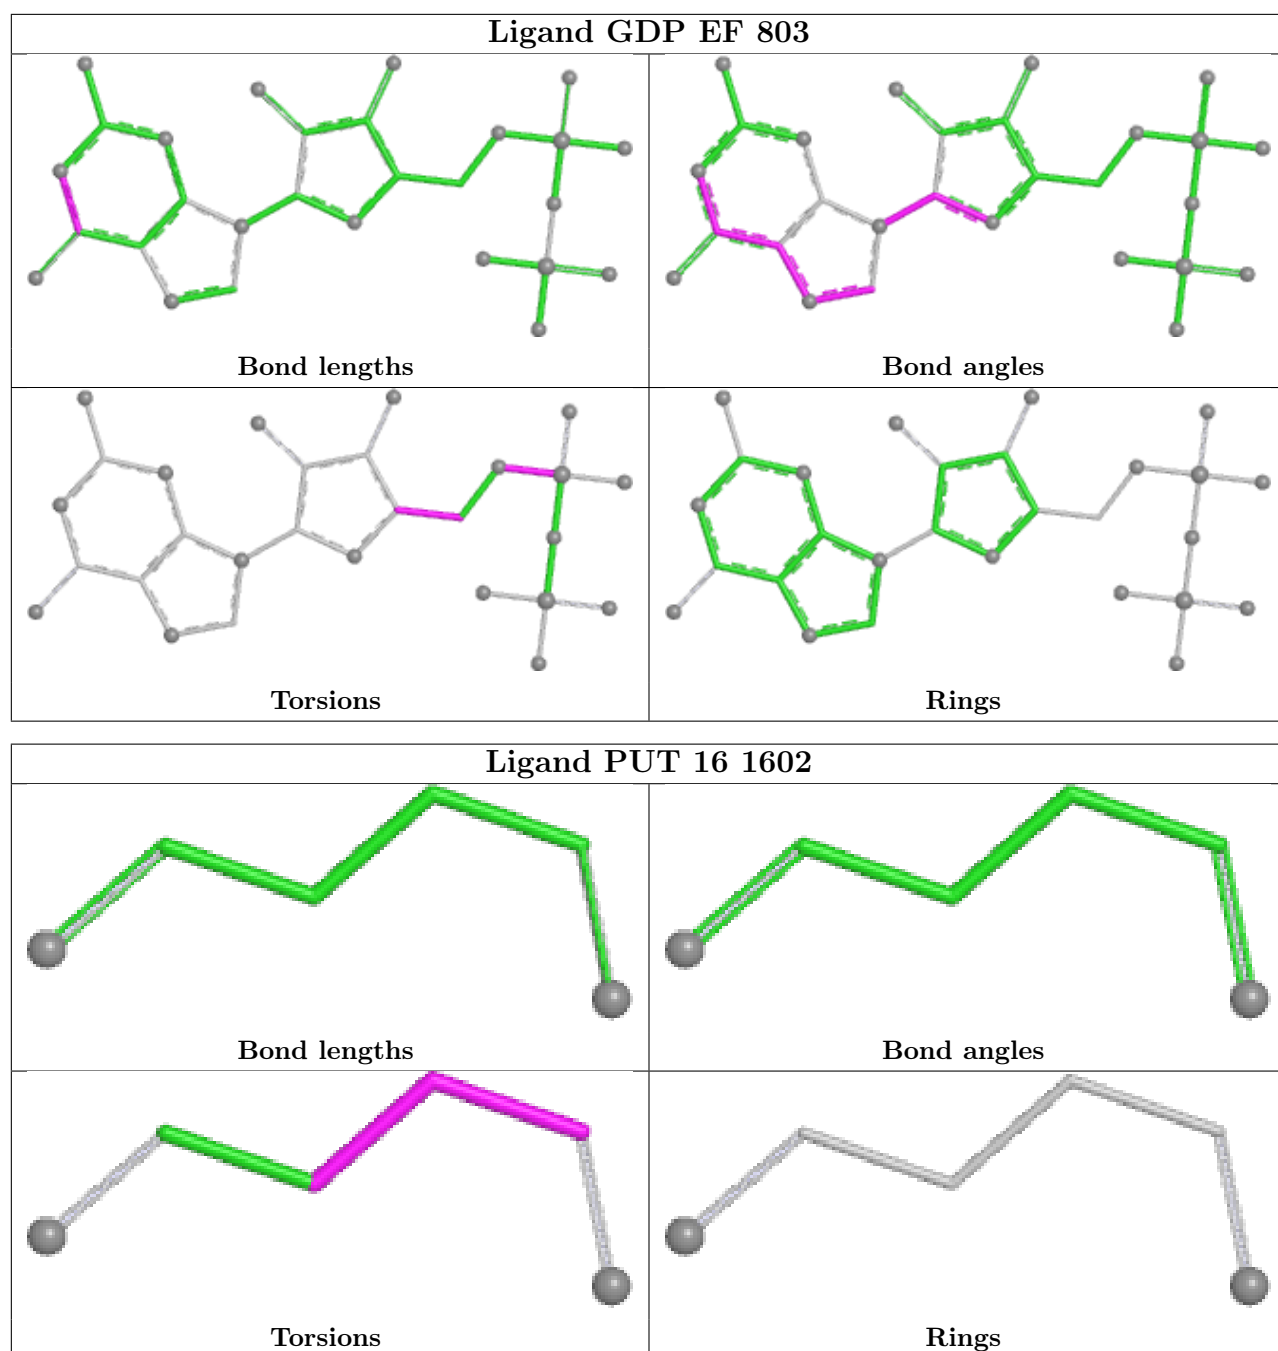 Ligand GDP EF 803
Bond lengths
Bond angles
Torsions
Rings
Ligand PUT 16 1602
Bond lengths
Bond angles
Torsions
Rings